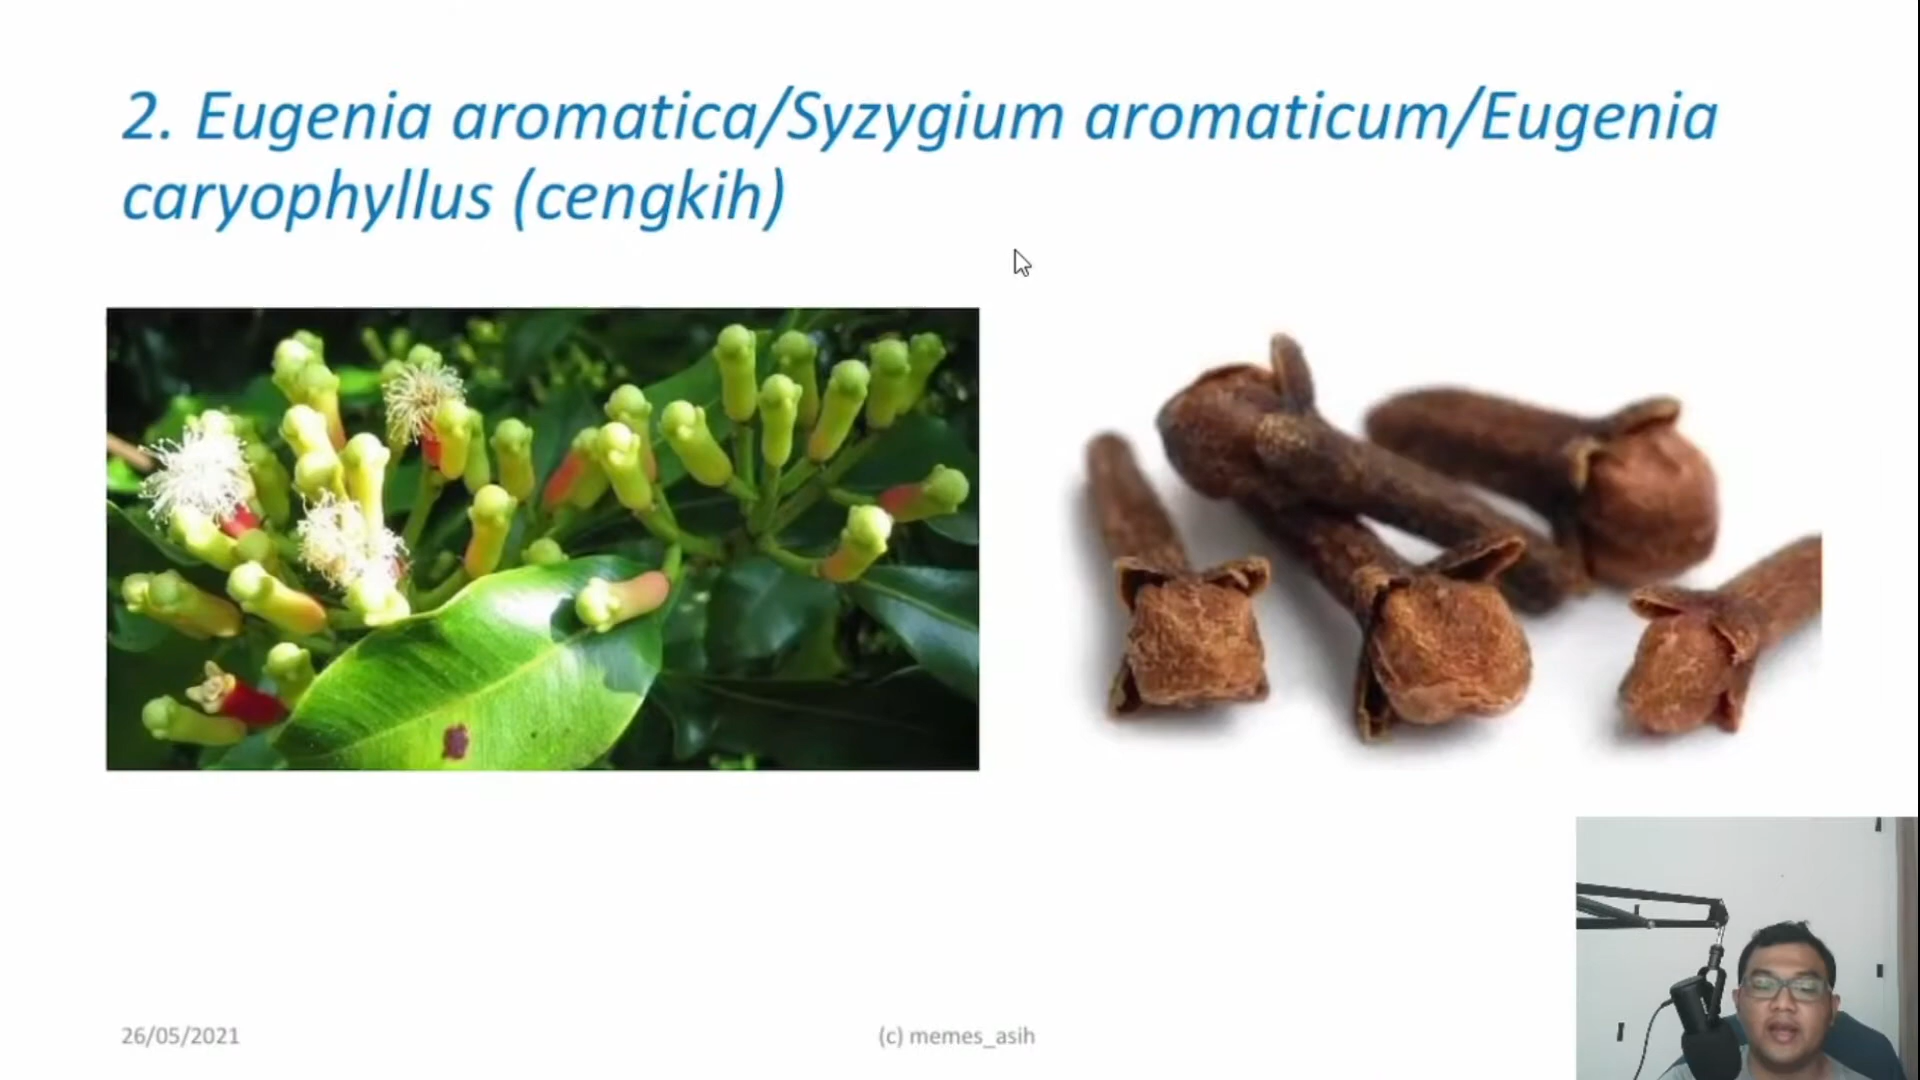 2. Eugenia aromatica/Syzygium aromaticum/Eugenia
caryophyllus (cengkih)
26/05/2021
(c) memes_asih